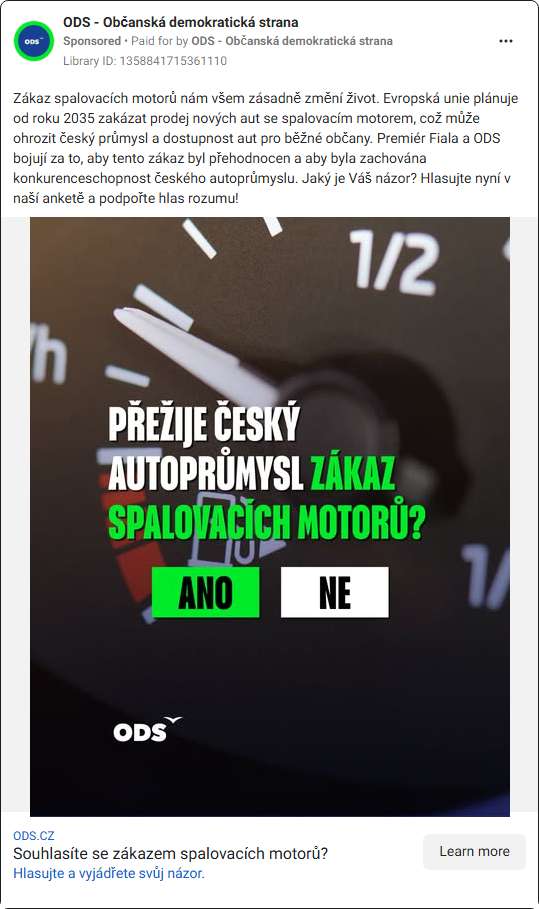 ODS - Občanská demokratická strana
Sponsored • Paid for by ODS - Občanská demokratická strana
Library ID: 1358841715361110
Zákaz spalovacích motorů nám všem zásadně změní život. Evropská unie plánuje
od roku 2035 zakázat prodej nových aut se spalovacím motorem, což může
ohrozit český průmysl a dostupnost aut pro běžné občany. Premiér Fiala a ODS
bojují za to, aby tento zákaz byl přehodnocen a aby byla zachována
konkurenceschopnost českého autoprůmyslu. Jaký je Váš názor? Hlasujte nyní v
naší anketě a podpořte hlas rozumu!
1/2
/h
PŘEŽIJE ČESKÝ
AUTOPRŮMYSL ZÁKAZ
SPALOVACÍCH MOTORŮ?
1/
ANO NE
ODS
ODS.CZ
Souhlasíte se zákazem spalovacích motorů?
Hlasujte a vyjádřete svůj názor.
Learn more